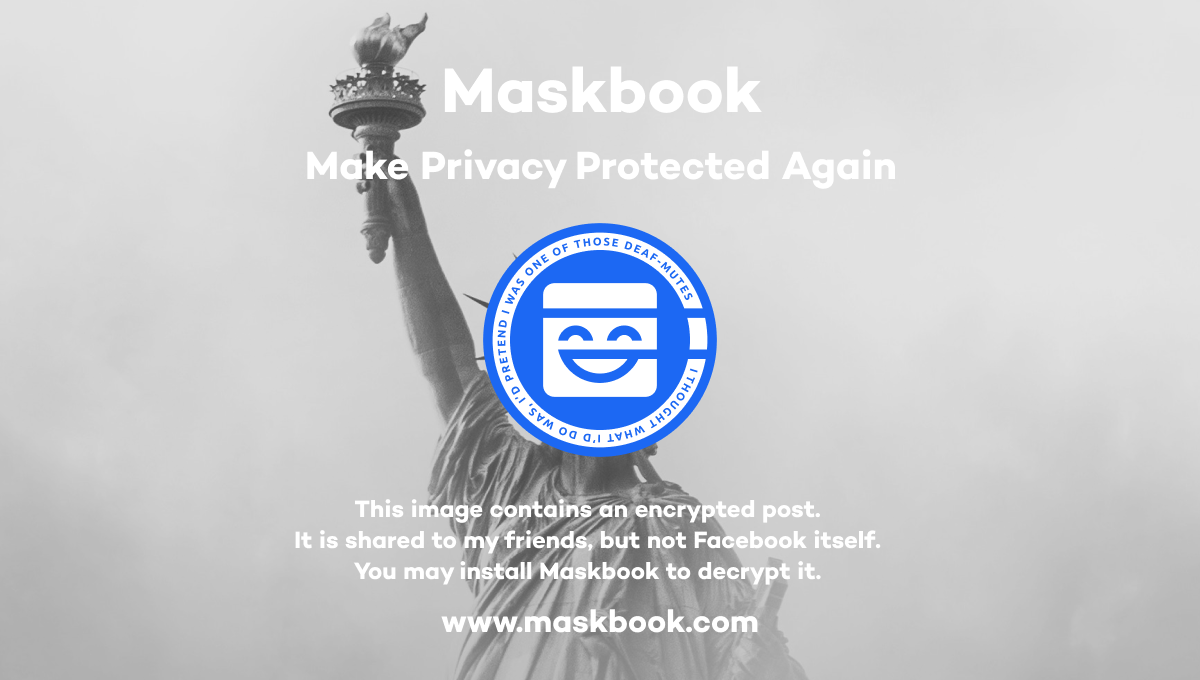 Maskbook
Make Privacy Protected Again
I THOUGHT WHAT I'D DO WAS, I'D PRETEND I WAS ONE OF THOSE DEAF-MUTES
This image contains an encrypted post.
It is shared to my friends, but not Facebook itself.
You may install Maskbook to decrypt it.
www.maskbook.com